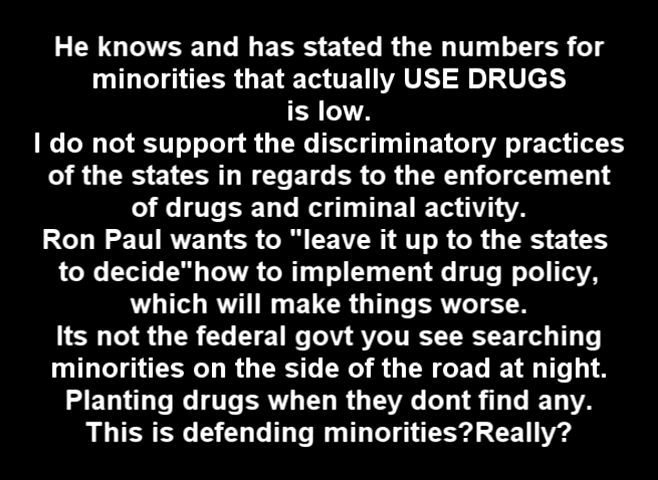 He knows and has stated the numbers for
minorities that actually USE DRUGS
is low.
I do not support the discriminatory practices
of the states in regards to the enforcement
of drugs and criminal activity.
Ron Paul wants to "leave it up to the states
to decide"how to implement drug policy,
which will make things worse.
Its not the federal govt you see searching
minorities on the side of the road at night.
Planting drugs when they dont find any.
This is defending minorities?Really?